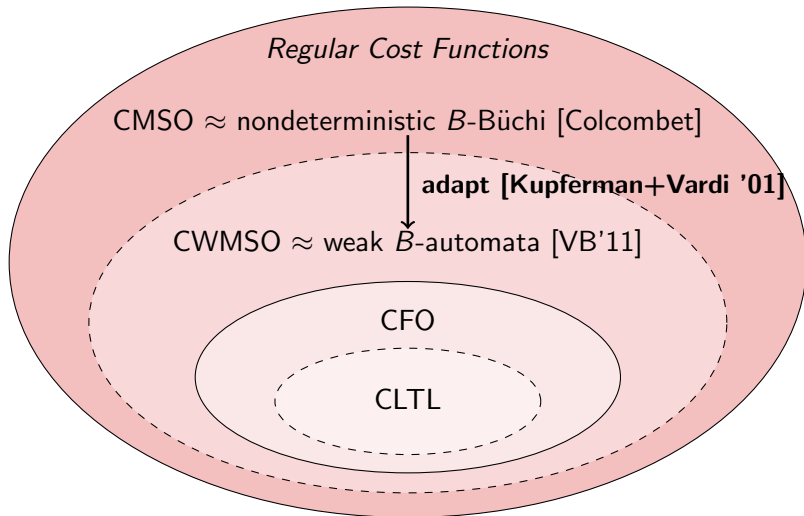 Regular Cost Functions
CMSO ≈ nondeterministic B-Büchi [Colcombet]
adapt [Kupferman+Vardi '01]
CWMSO ≈ weak B-automata [VB'11]
CFO
CLTL